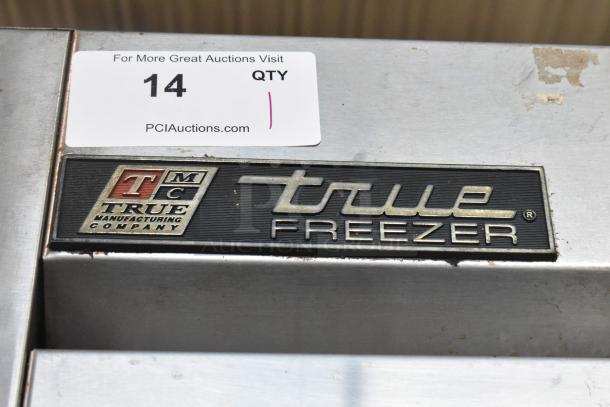 For More Great Auctions Visit
14
QTY
1
PCIAuctions.com
T M
C
TRUE
MANUFACTURING
COMPANY
true ®
FREEZER